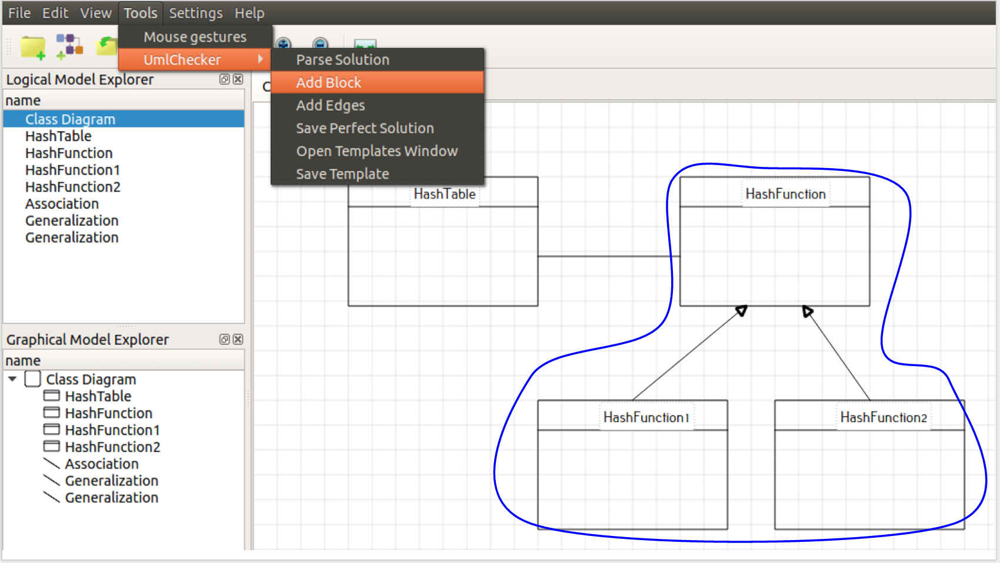 File Edit View Tools Settings Help
Mouse gestures
UmlChecker
Parse Solution
Add Block
Add Edges
Save Perfect Solution
Open Templates Window
Save Template
Logical Model Explorer
name
Class Diagram
HashTable
HashFunction
HashFunction1
HashFunction2
Association
Generalization
Generalization
Graphical Model Explorer
name
Class Diagram
HashTable
HashFunction
HashFunction1
HashFunction2
Association
Generalization
Generalization
HashTable
HashFunction
HashFunction1
HashFunction2